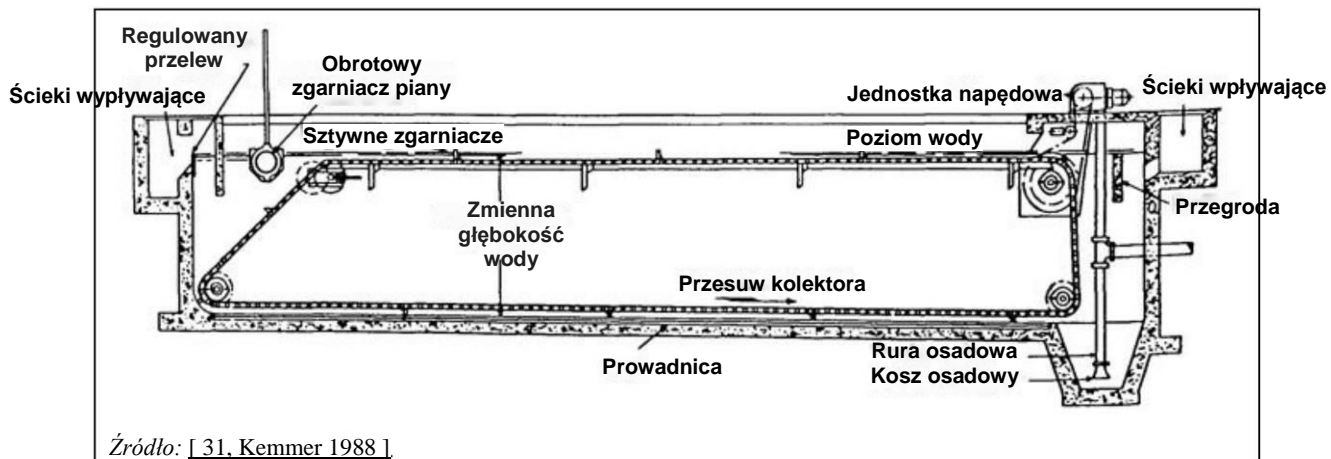 Regulowany
przelew
Obrotowy
zgarniacz piany
Ścieki wypływające
Jednostka napędowa
Ścieki wpływające
Sztywne zgarniacze
Poziom wody
Przegroda
Zmienna
głębokość
wody
Przesuw kolektora
Prowadnica
Rura osadowa
Kosz osadowy
Źródło: [ 31, Kemmer 1988 ]